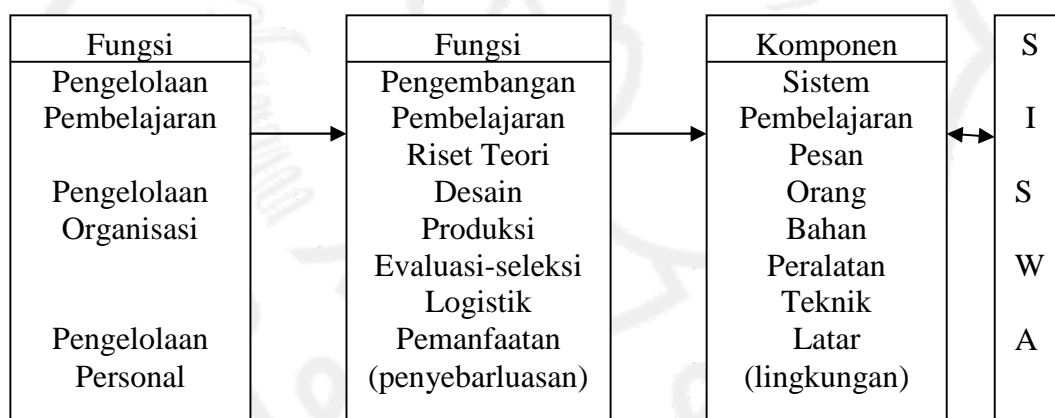 Fungsi
Pengelolaan
Pembelajaran
Pengelolaan
Organisasi
Pengelolaan
Personal
Fungsi
Pengembangan
Pembelajaran
Riset Teori
Desain
Produksi
Evaluasi-seleksi
Logistik
Pemanfaatan
(penyebarluasan)
Komponen
Sistem
Pembelajaran
Pesan
Orang
Bahan
Peralatan
Teknik
Latar
(lingkungan)
S
I
S
W
A